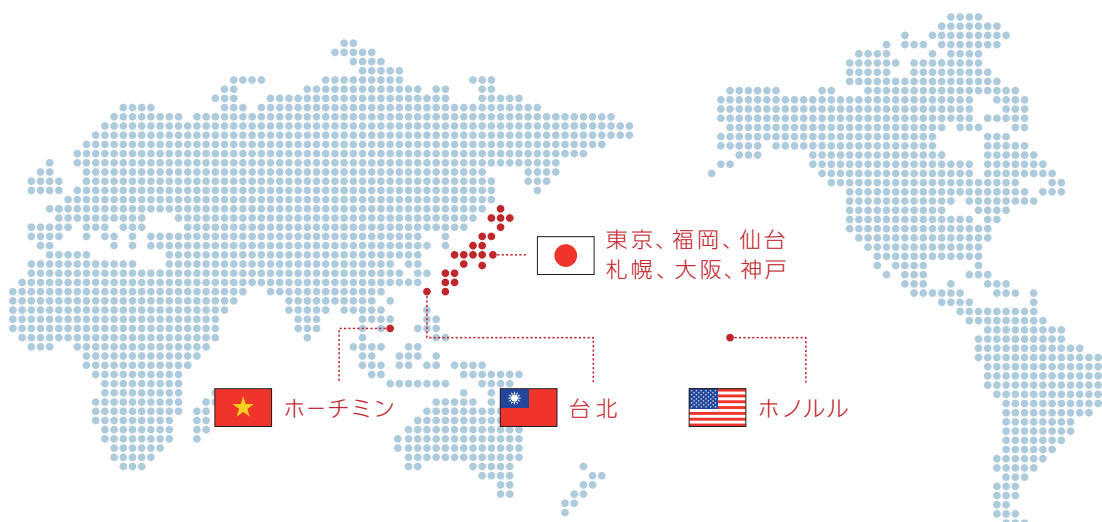 東京、福岡、仙台
札幌、大阪、神戸
ホーチミン
台北
ホノルル